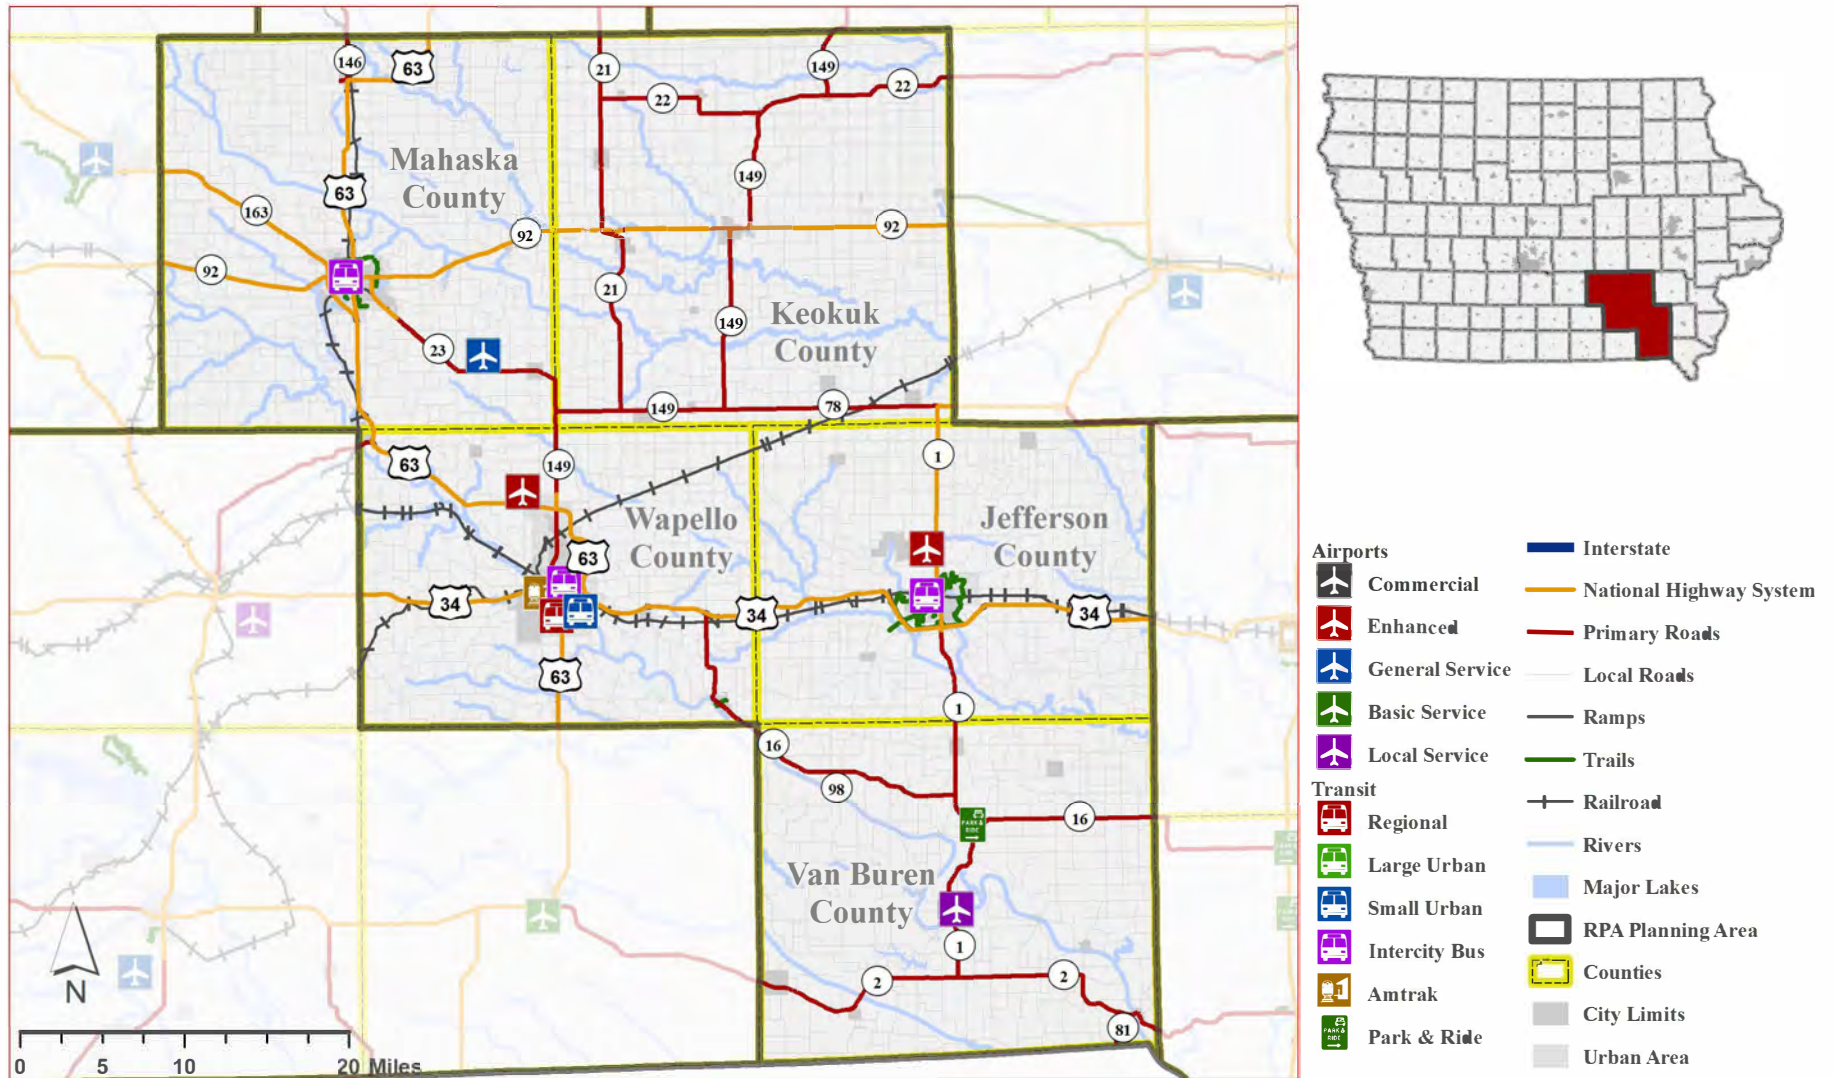 146
63
21
149
22
22
Mahaska
County
149
63
163
92
92
92
21
149
Keokuk
County
23
149
78
63
149
1
Wapello
County
Jefferson
County
63
34
34
34
63
1
16
98
16
PARK &
RIDE
Van Buren
County
1
2
2
81
N
0 5 10 20 Miles
Airports
Commercial
Enhanced
General Service
Basic Service
Local Service
Transit
Regional
Large Urban
Small Urban
Intercity Bus
Amtrak
PARK &
RIDE
Park & Ride
Interstate
National Highway System
Primary Roads
Local Roads
Ramps
Trails
Railroad
Rivers
Major Lakes
RPA Planning Area
Counties
City Limits
Urban Area